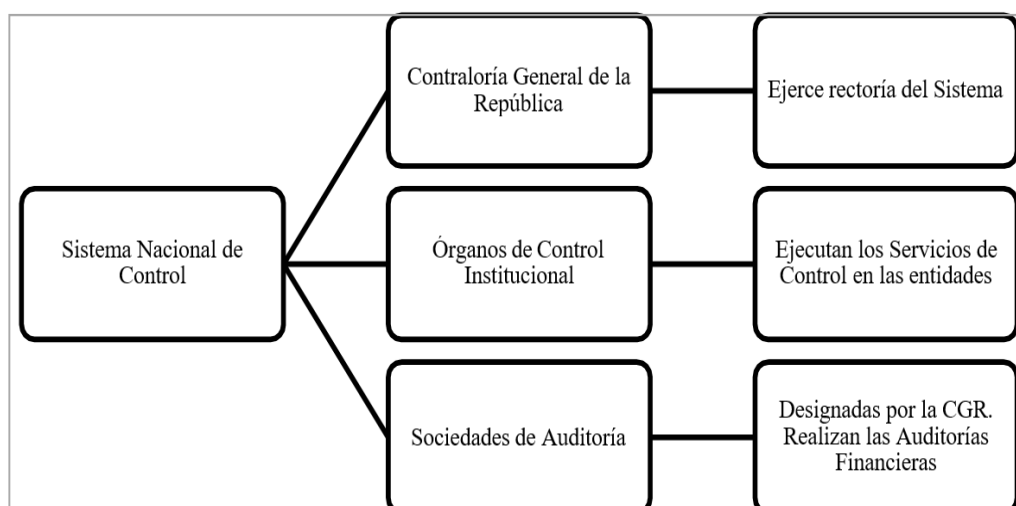 Contraloría General de la
República
Ejerce rectoría del Sistema
Sistema Nacional de
Control
Órganos de Control
Institucional
Ejecutan los Servicios de
Control en las entidades
Sociedades de Auditoría
Designadas por la CGR.
Realizan las Auditorías
Financieras